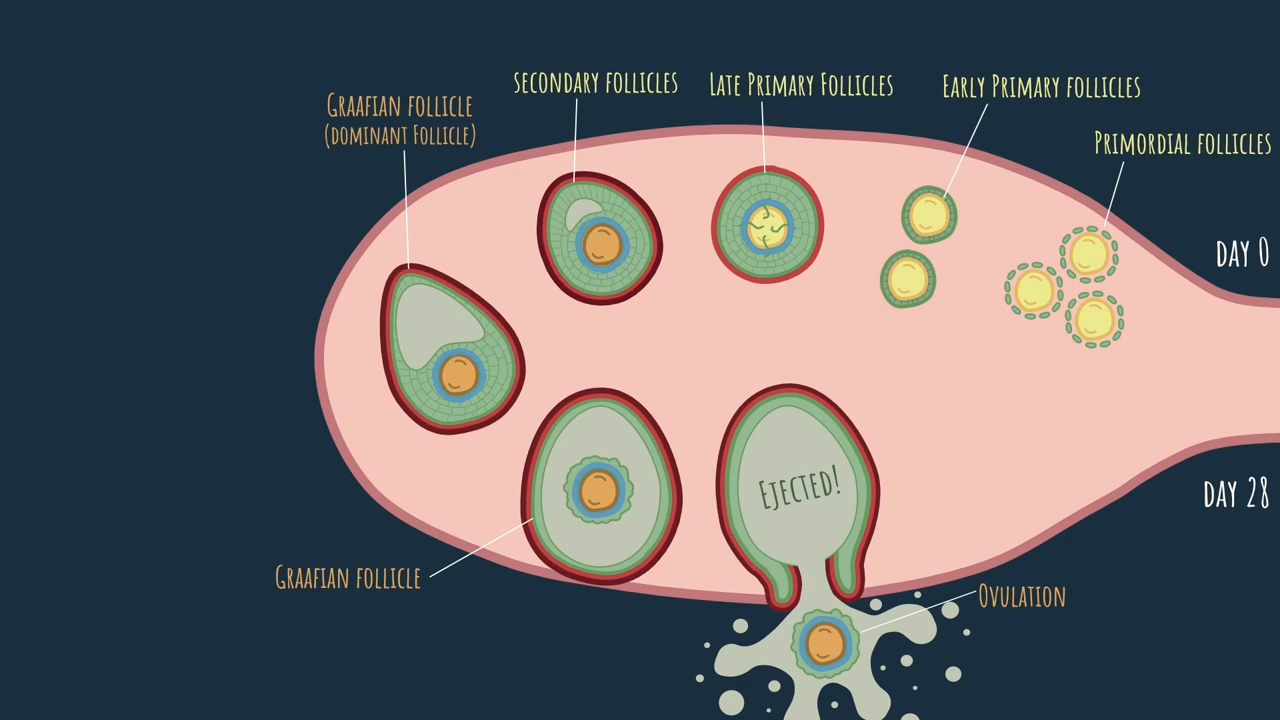 Graafian follicle
(dominant follicle)
secondary follicles
Late Primary Follicles
Early Primary follicles
Primordial follicles
Day 0
Ejected!
Day 28
Graafian follicle
Ovulation